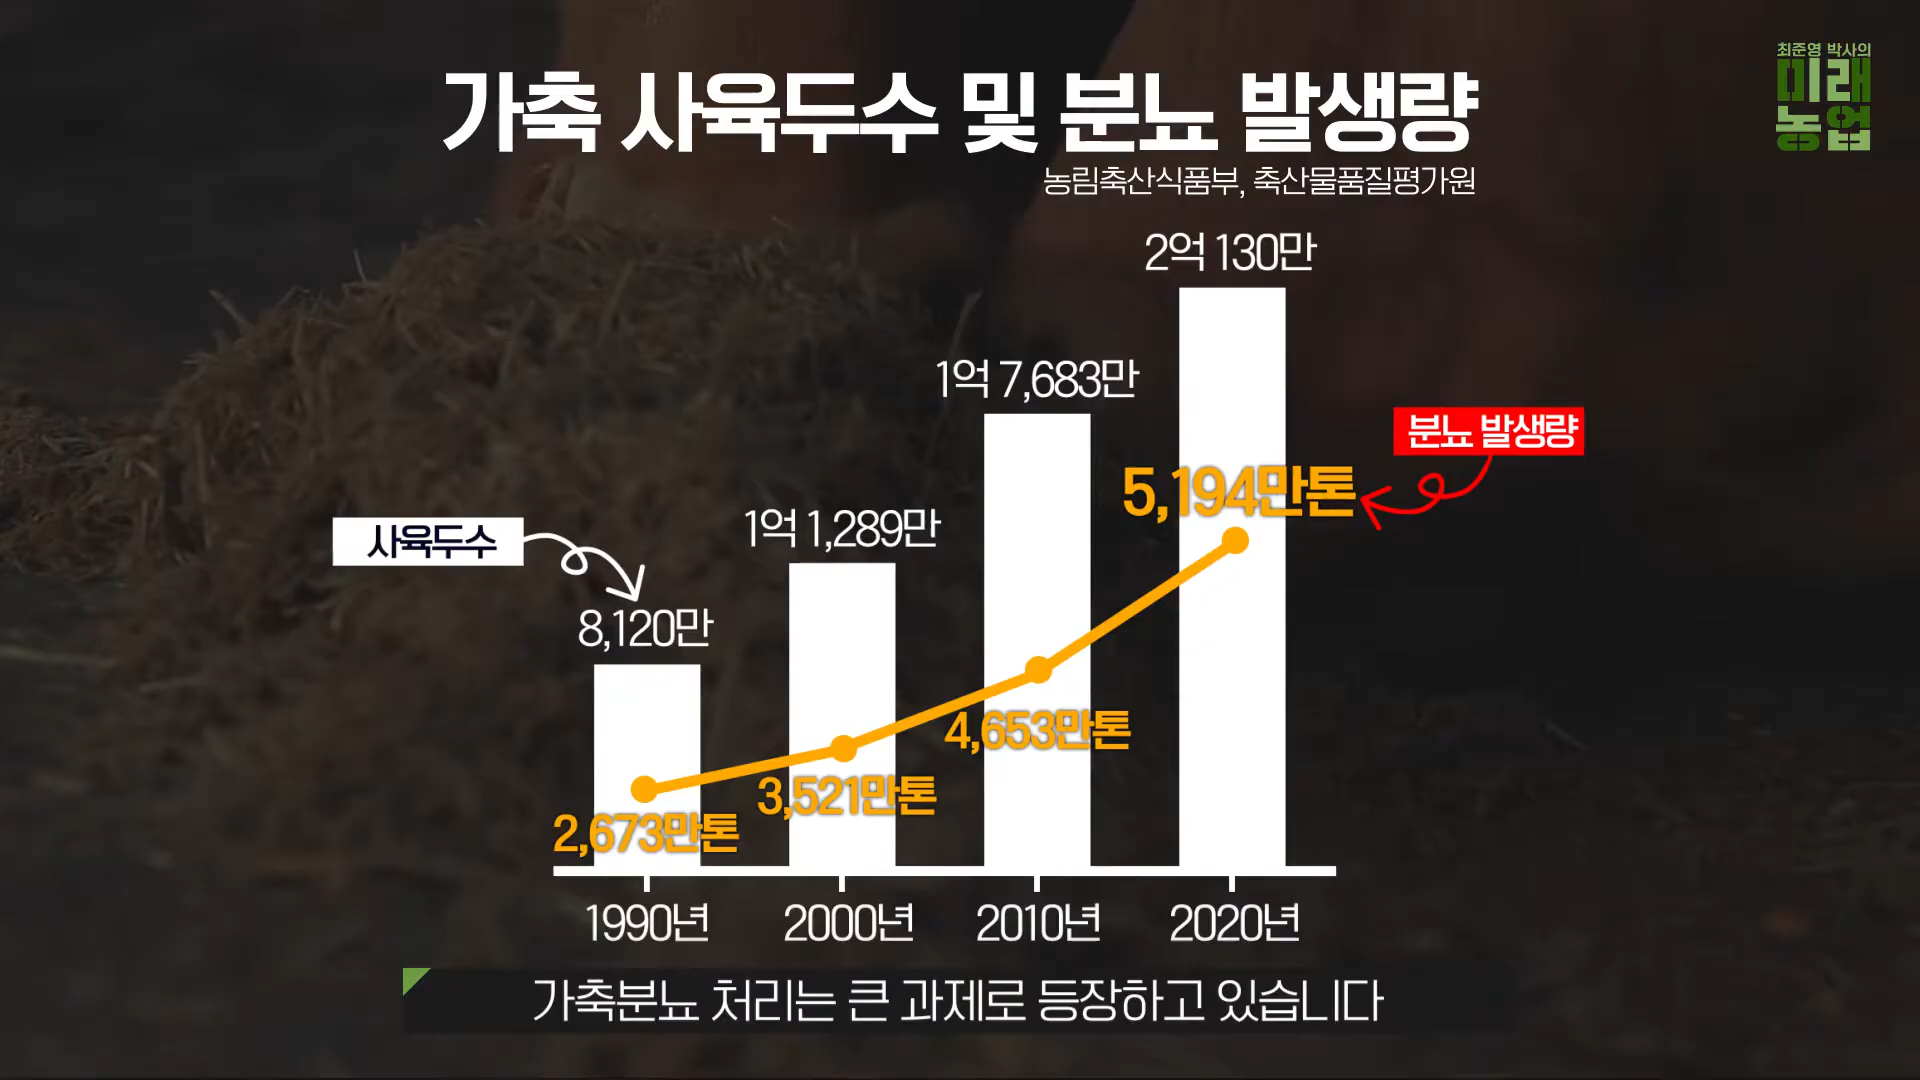 최준영 박사의
미래
농업
가축 사육두수 및 분뇨 발생량
농림축산식품부, 축산물품질평가원
2억 130만
1억 7,683만
분뇨 발생량
5,194만톤
1억 1,289만
사육두수
8,120만
4,653만톤
3,521만톤
2,673만톤
1990년 2000년 2010년 2020년
가축분뇨 처리는 큰 과제로 등장하고 있습니다